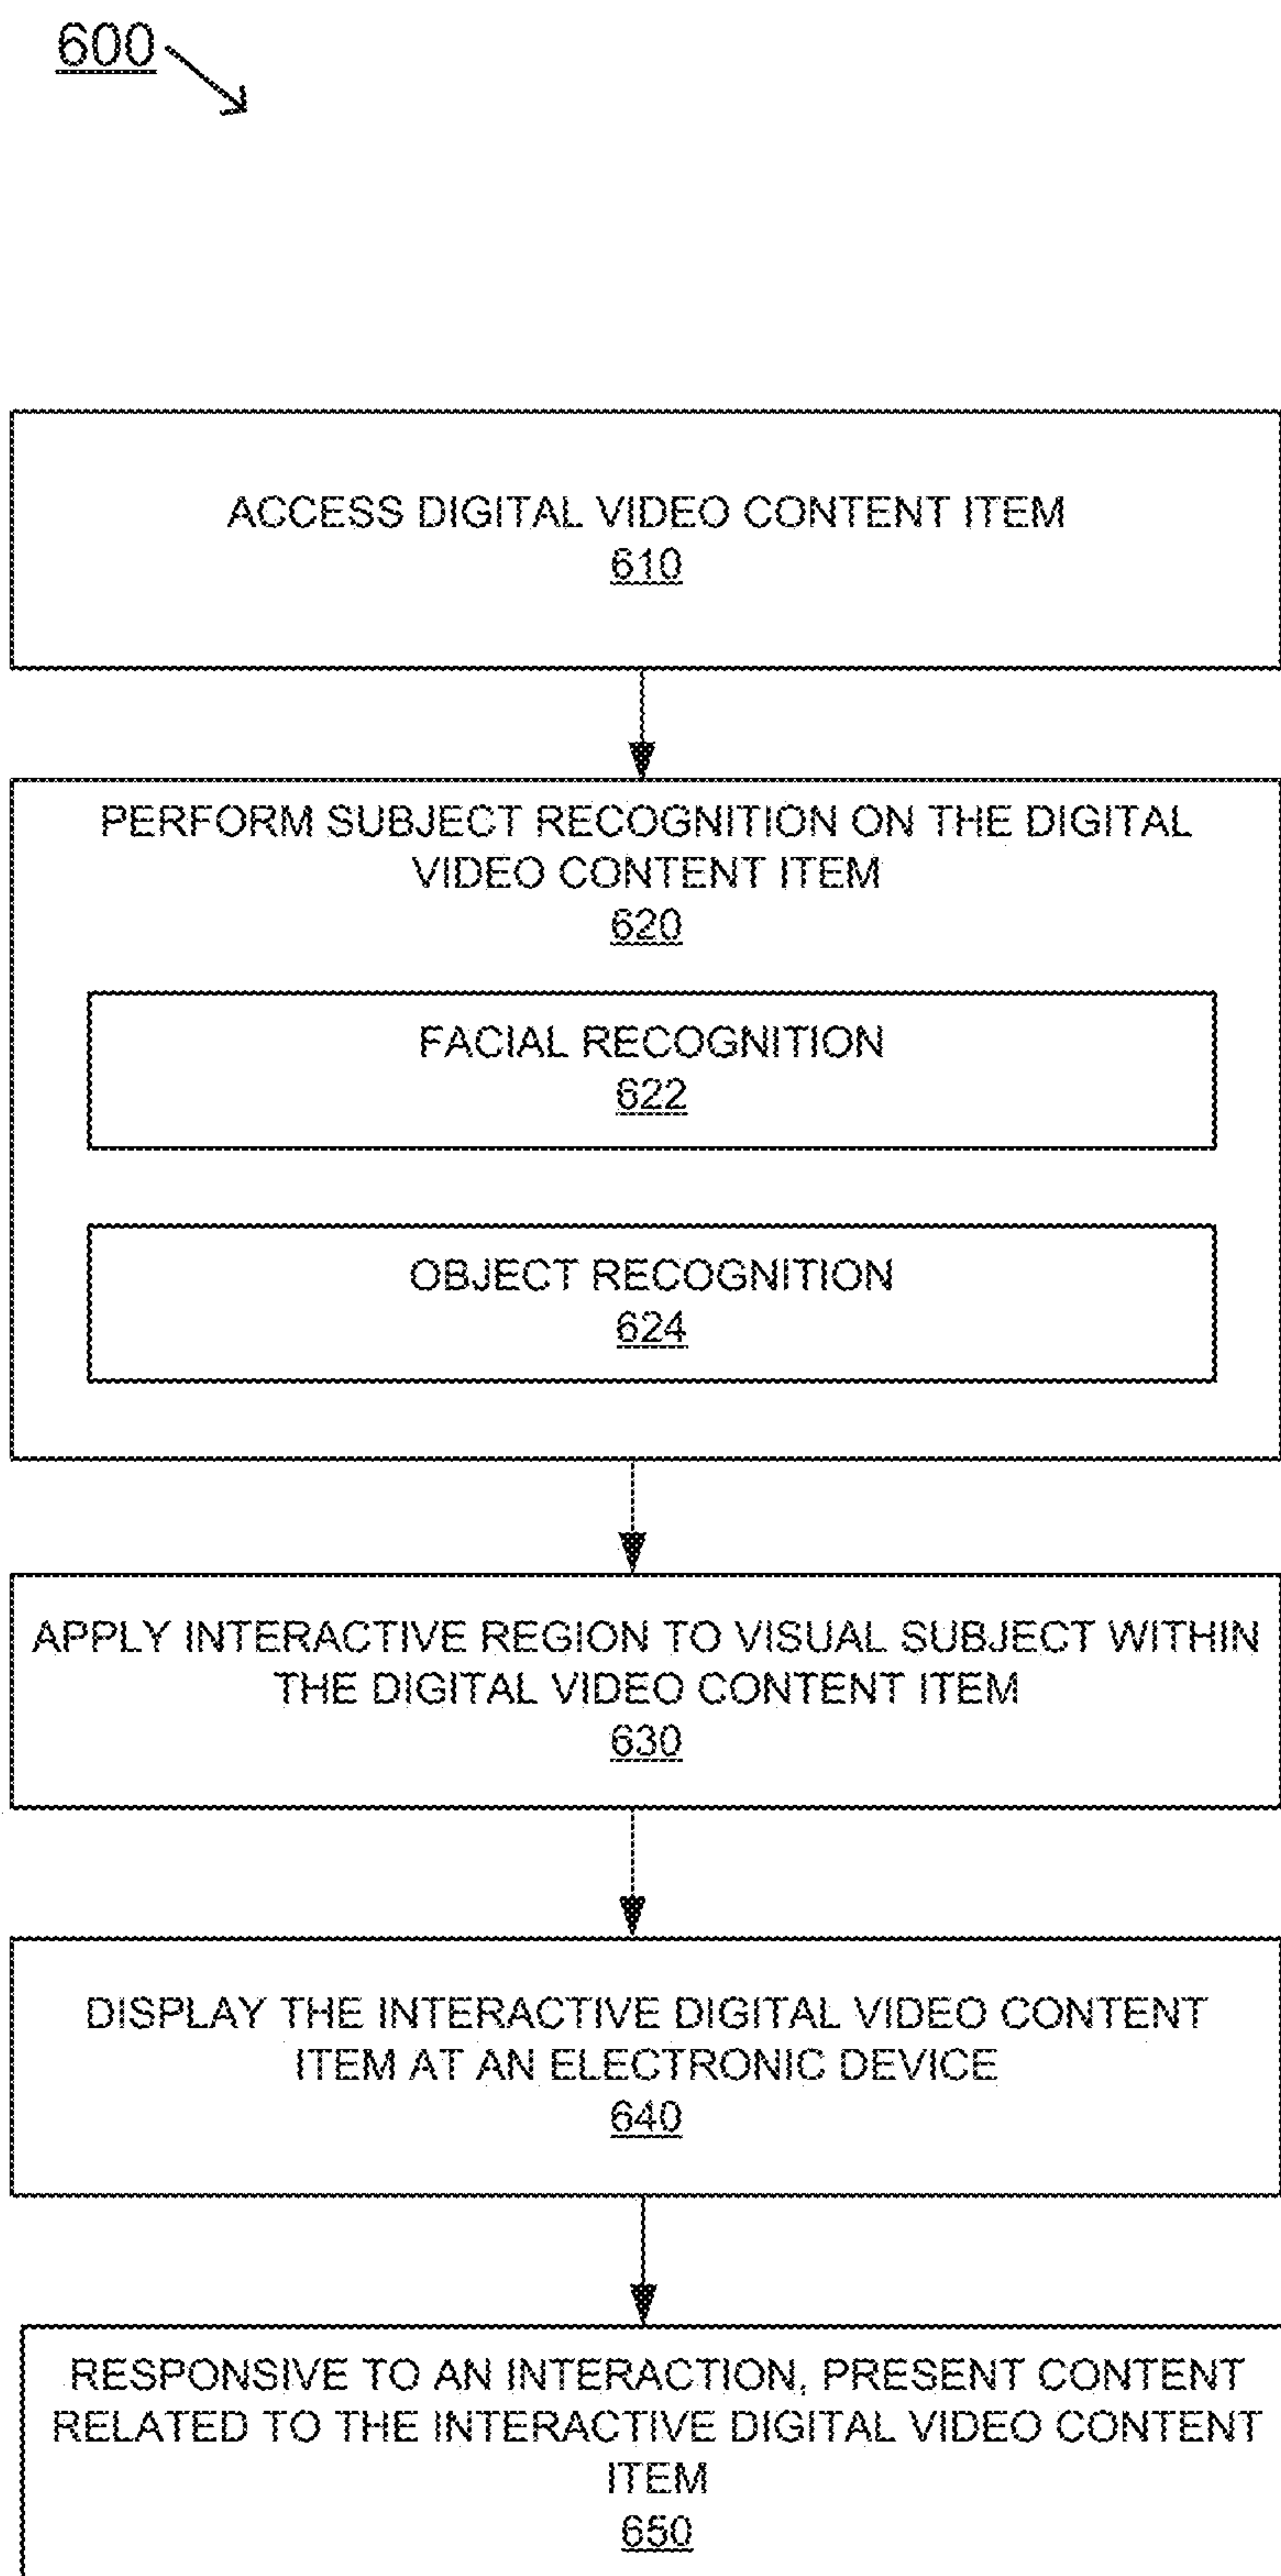 600
ACCESS DIGITAL VIDEO CONTENT ITEM
610
PERFORM SUBJECT RECOGNITION ON THE DIGITAL
VIDEO CONTENT ITEM
620
FACIAL RECOGNITION
622
OBJECT RECOGNITION
624
APPLY INTERACTIVE REGION TO VISUAL SUBJECT WITHIN
THE DIGITAL VIDEO CONTENT ITEM
630
DISPLAY THE INTERACTIVE DIGITAL VIDEO CONTENT
ITEM AT AN ELECTRONIC DEVICE
640
RESPONSIVE TO AN INTERACTION, PRESENT CONTENT
RELATED TO THE INTERACTIVE DIGITAL VIDEO CONTENT
ITEM
650